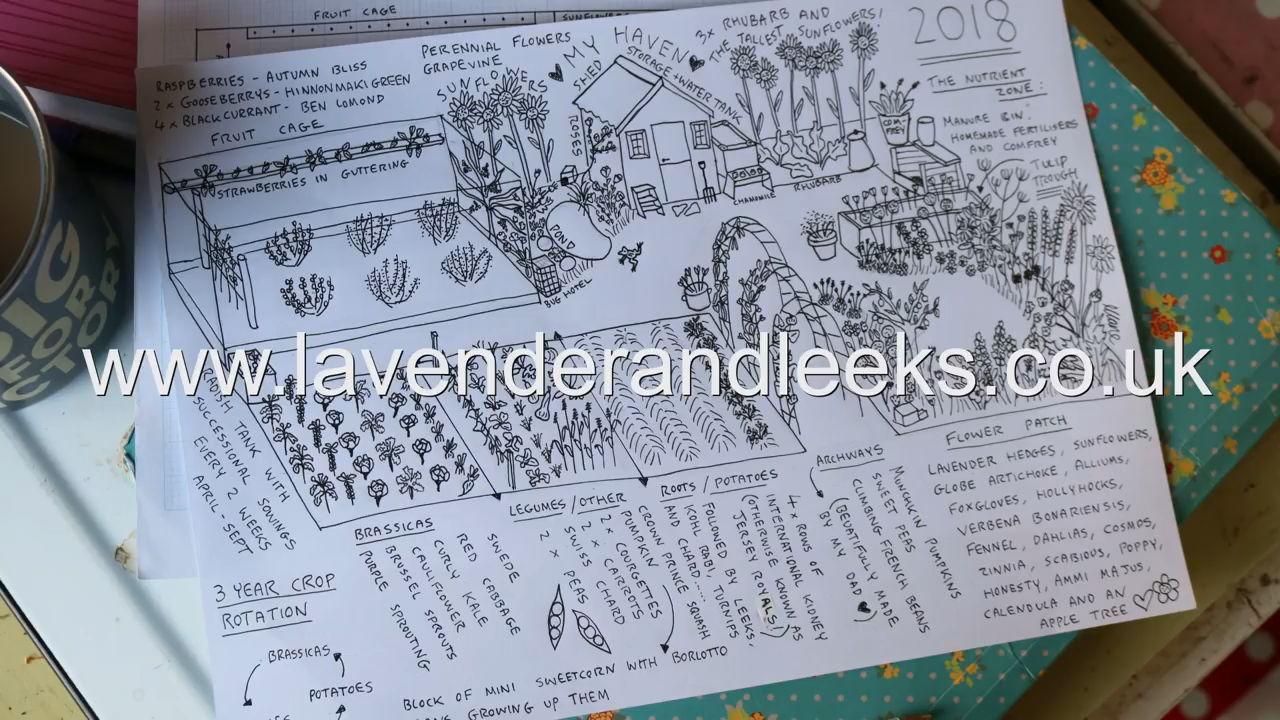 FRUIT CAGE
SUNFLOWERS
2018
RASPBERRIES - AUTUMN BLISS
2 x GOOSEBERRYS - HINNONMAKI GREEN
4 x BLACKCURRANT - BEN LOMOND
FRUIT CAGE
STRAWBERRIES IN GUTTERING
PERENNIAL FLOWERS
GRAPEVINE
SUNFLOWERS
MY HAVEN
SHED
STORAGE + WATER TANK
ROSES
3x RHUBARB AND
THE TALLEST SUNFLOWERS!
POND
BUG HOTEL
CHAMOMILE
RHUBARB
COM-
FREY
THE NUTRIENT
ZONE:
MANURE BIN.
HOMEMADE FERTILISERS
AND COMFREY
TULIP
TROUGH
www.lavenderandleeks.co.uk
RADISH TANK WITH
SUCCESSIONAL SOWINGS
EVERY 2 WEEKS
APRIL - SEPT
BRASSICAS
SWEDE
RED CABBAGE
CURLY KALE
CAULIFLOWER
BRUSSEL SPROUTS
PURPLE SPROUTING
LEGUMES / OTHER
CROWN PRINCE SQUASH
PUMPKIN
2 x COURGETTES
2 x CARROTS
SWISS CHARD
2 x PEAS
ROOTS / POTATOES
4 x ROWS OF
INTERNATIONAL KIDNEY
(OTHERWISE KNOWN AS
JERSEY ROYALS!)
FOLLOWED BY LEEKS,
KOHL RABI, TURNIPS
AND CHARD....
ARCHWAYS
MUNCHKIN PUMPKINS
SWEET PEAS
CLIMBING FRENCH BEANS
(BEUATIFULLY MADE
BY MY DAD)
FLOWER PATCH
LAVENDER HEDGES, SUNFLOWERS,
GLOBE ARTICHOKE, ALLIUMS,
FOXGLOVES, HOLLYHOCKS,
VERBENA BONARIENSIS,
FENNEL, DAHLIAS, COSMOS,
ZINNIA, SCABIOUS, POPPY,
HONESTY, AMMI MAJUS,
CALENDULA AND AN
APPLE TREE
3 YEAR CROP
ROTATION
BRASSICAS
POTATOES
BLOCK OF MINI SWEETCORN WITH BORLOTTO
GROWING UP THEM